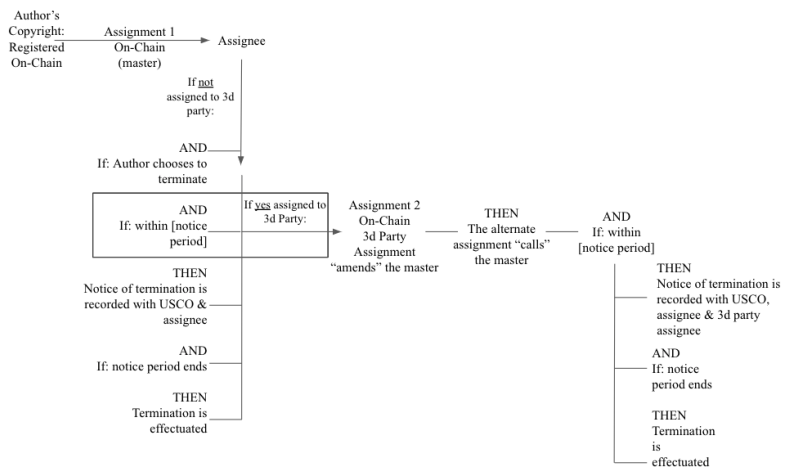 Author's
Copyright:
Registered
On-Chain
Assignment 1
On-Chain
(master)
Assignee
If not
assigned to 3d
party:
AND
If: Author chooses to
terminate
AND
If: within [notice
period]
If yes assigned to
3d Party:
Assignment 2
On-Chain
3d Party
Assignment
“amends” the master
THEN
The alternate
assignment “calls”
the master
AND
If: within
[notice period]
THEN
Notice of termination is
recorded with USCO &
assignee
AND
If: notice period ends
THEN
Termination is
effectuated
THEN
Notice of termination is
recorded with USCO,
assignee & 3d party
assignee
AND
If: notice
period ends
THEN
Termination
is
effectuated